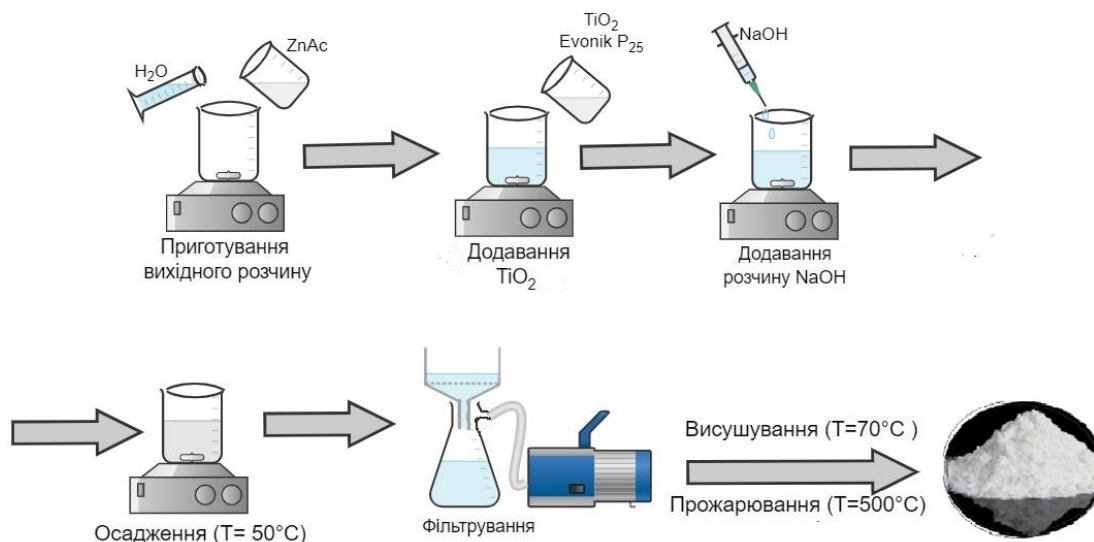 H₂O
ZnAc
Приготування
вихідного розчину
TiO₂
Evonik P₂₅
Додавання
TiO₂
NaOH
Додавання
розчину NaOH
Осадження (T= 50°C)
Фільтрування
Висушування (T=70°C )
Прожарювання (T=500°C)